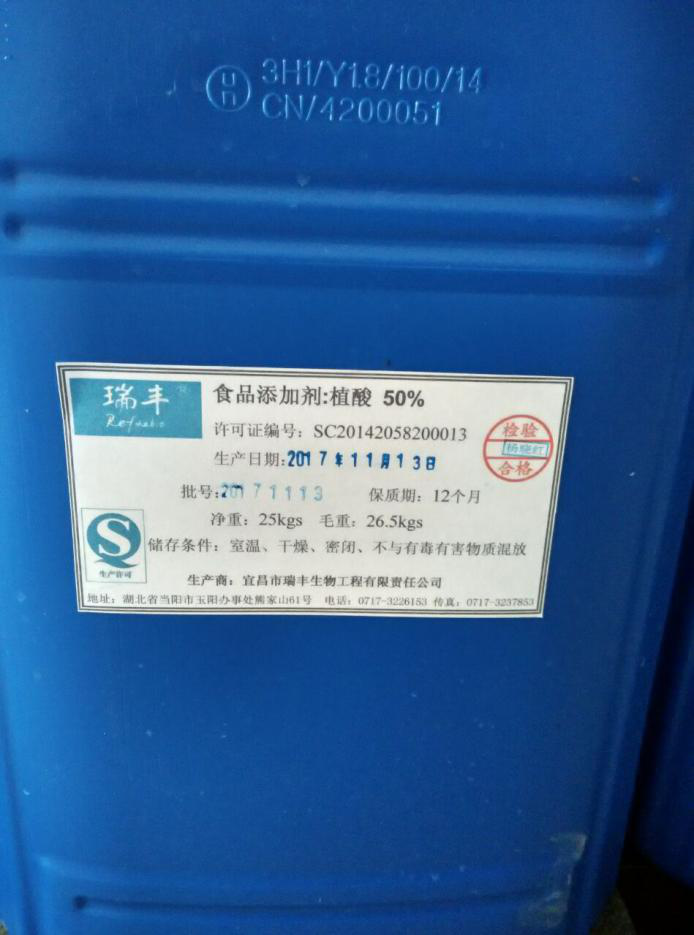 un 3H1/Y1.8/100/14
CN/4200051
瑞丰
食品添加剂:植酸 50%
许可证编号：SC20142058200013
生产日期:2017年11月13日
检验
杨晓红
合格
批号:20171113 保质期：12个月
净重：25kgs 毛重：26.5kgs
储存条件：室温、干燥、密闭、不与有毒有害物质混放
S
生产许可
生产商：宜昌市瑞丰生物工程有限责任公司
地址：湖北省当阳市玉阳办事处熊家山61号 电话：0717-3226153 传真：0717-3237853